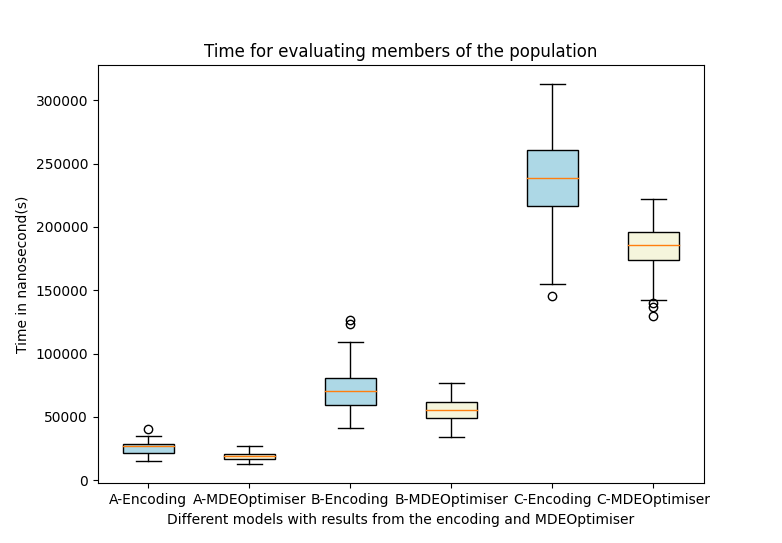 Time for evaluating members of the population
300000
250000
200000
150000
100000
50000
0
Time in nanosecond(s)
A-Encoding A-MDEOptimiser B-Encoding B-MDEOptimiser C-Encoding C-MDEOptimiser
Different models with results from the encoding and MDEOptimiser